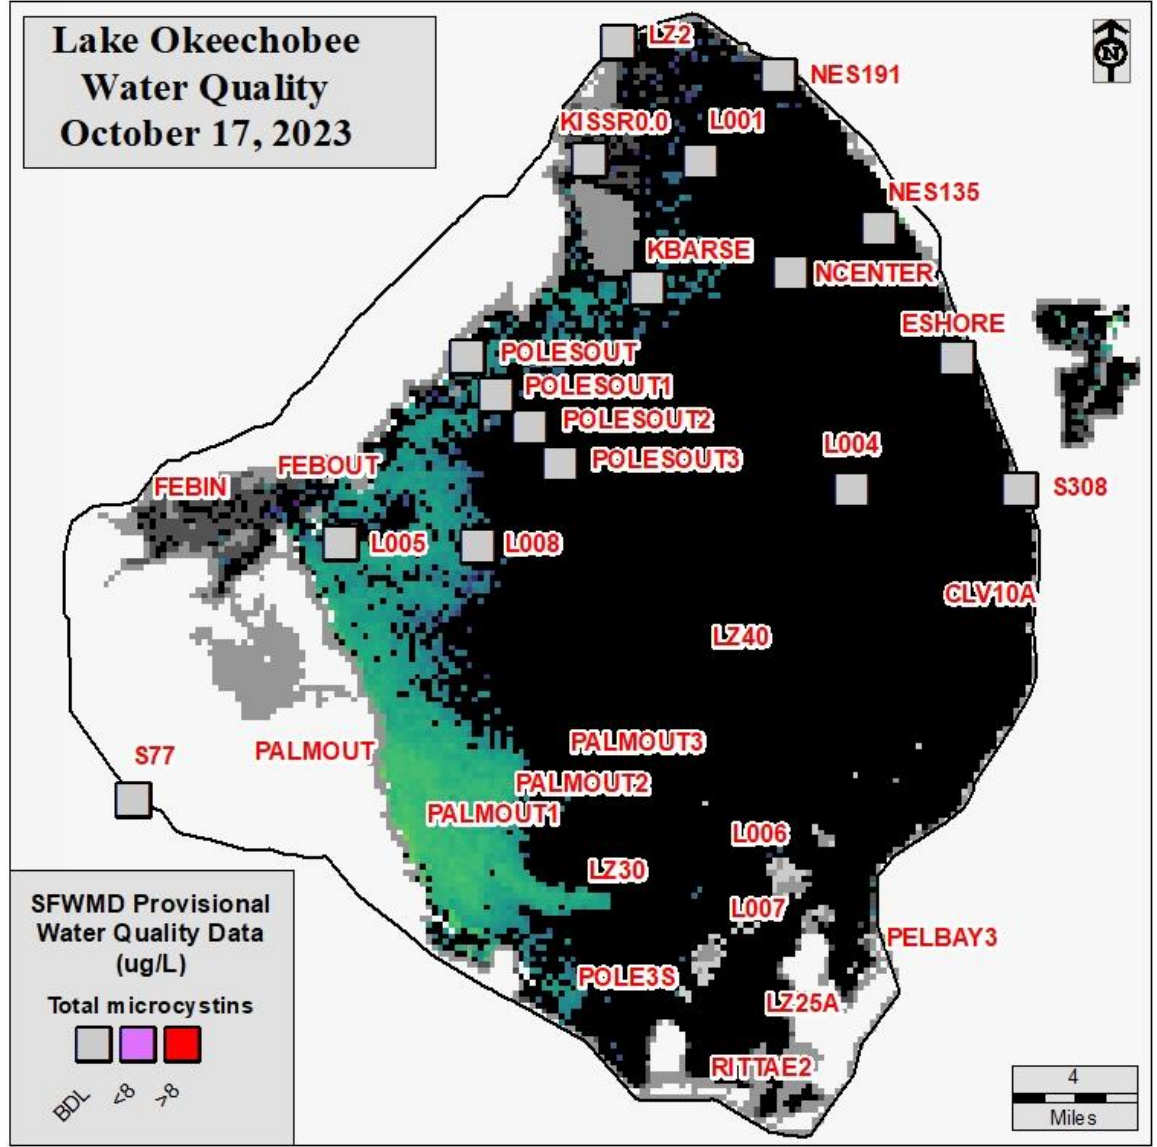 Lake Okeechobee
Water Quality
October 17, 2023
N
LZ2
NES191
KISSR0.0
L001
NES135
KBARSE
NCENTER
ESHORE
POLESOUT
POLESOUT1
POLESOUT2
POLESOUT3
L004
FEBOUT
FEBIN
S308
L005
L008
CLV10A
LZ40
PALMOUT
PALMOUT3
S77
PALMOUT2
PALMOUT1
L006
LZ30
L007
PELBAY3
POLE3S
LZ25A
RITTAE2
SFWMD Provisional
Water Quality Data
(ug/L)
Total microcystins
BDL
<8
>8
4
Miles